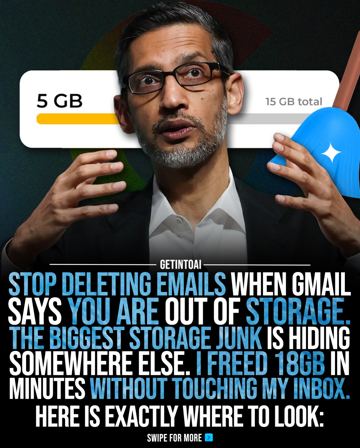 5 GB
15 GB total
GETINTOAI
STOP DELETING EMAILS WHEN GMAIL
SAYS YOU ARE OUT OF STORAGE.
THE BIGGEST STORAGE JUNK IS HIDING
SOMEWHERE ELSE. I FREED 18GB IN
MINUTES WITHOUT TOUCHING MY INBOX.
HERE IS EXACTLY WHERE TO LOOK:
SWIPE FOR MORE